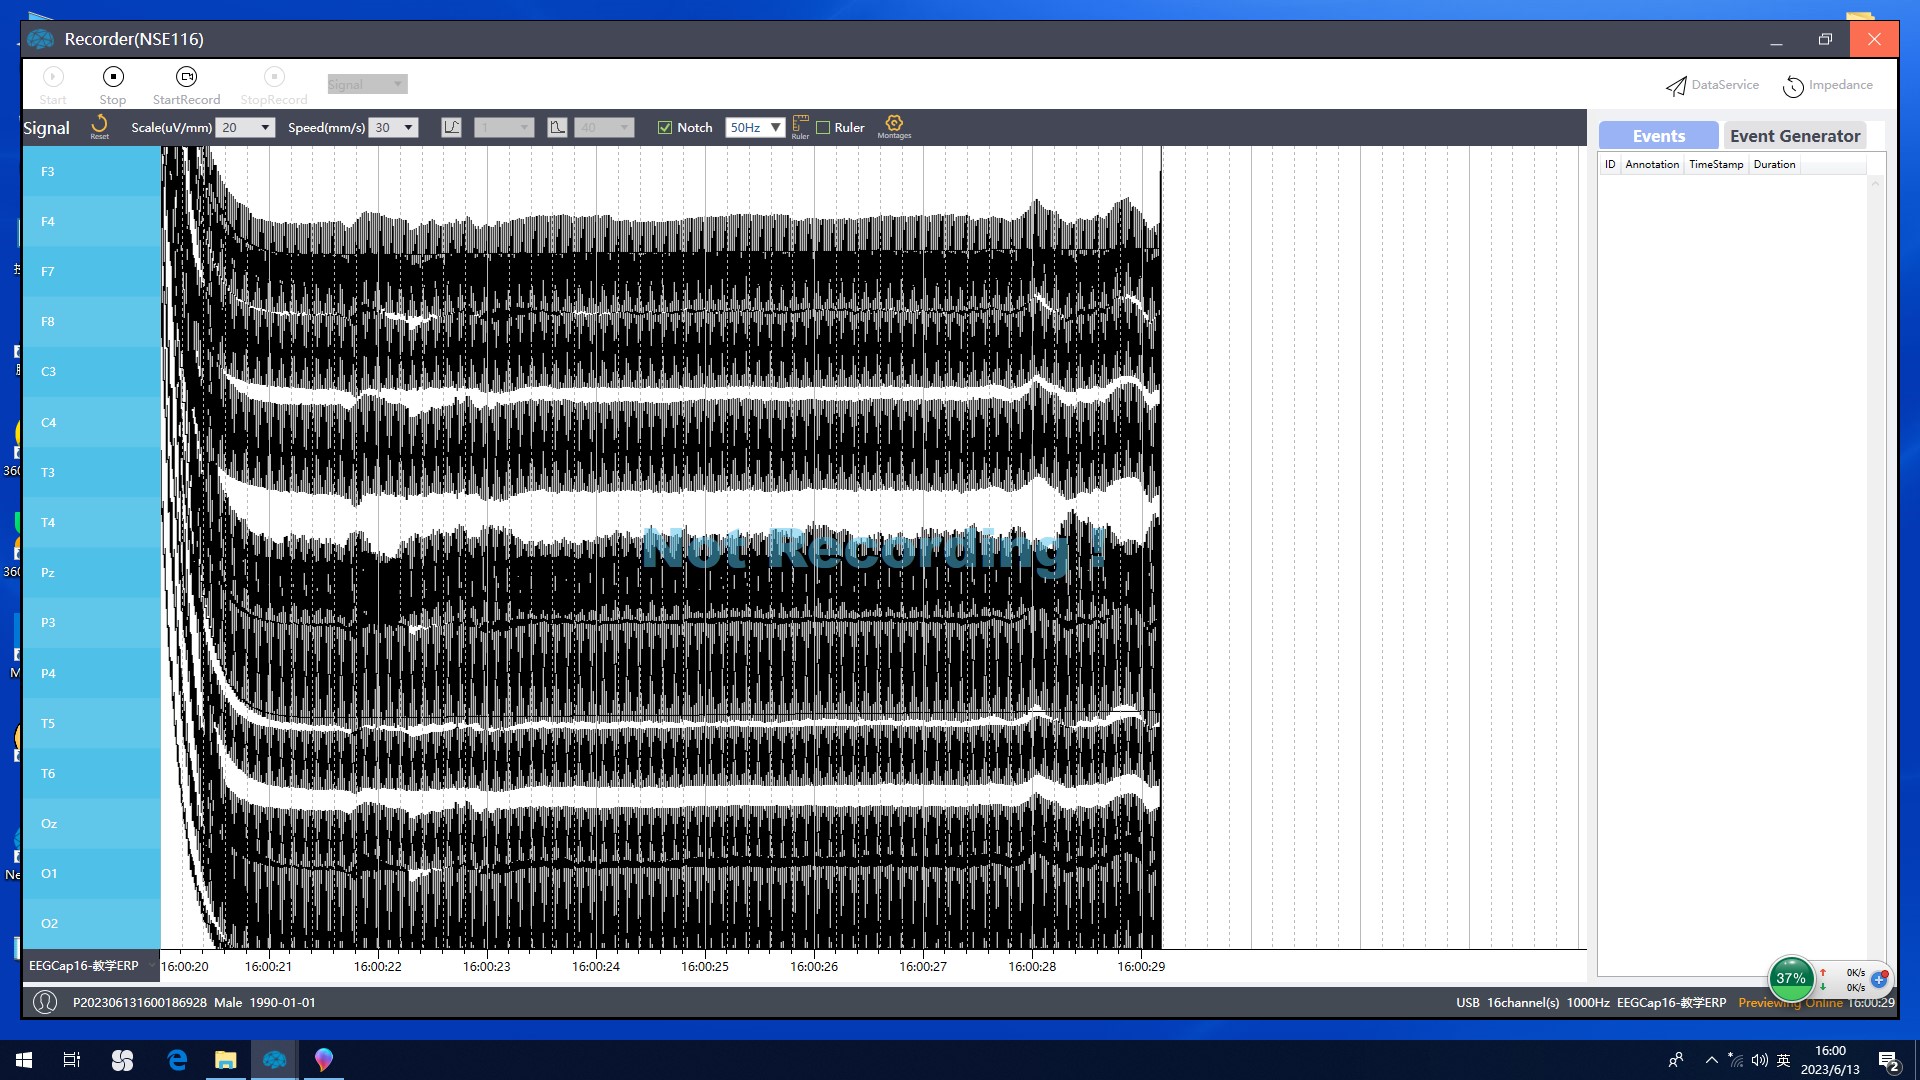 Recorder(NSE116)
Start
Stop
StartRecord
StopRecord
Signal
DataService
Impedance
Signal
Reset
Scale(uV/mm)
20
Speed(mm/s)
30
1
40
Notch
50Hz
Ruler
Ruler
Montages
Events
Event Generator
ID
Annotation
TimeStamp
Duration
F3
F4
F7
F8
C3
C4
T3
T4
Pz
P3
P4
T5
T6
Oz
O1
O2
Not Recording !
EEGCap16-教学ERP
16:00:20
16:00:21
16:00:22
16:00:23
16:00:24
16:00:25
16:00:26
16:00:27
16:00:28
16:00:29
37%
0K/s
0K/s
P202306131600186928 Male 1990-01-01
USB 16channel(s) 1000Hz EEGCap16-教学ERP Previewing Online 16:00:29
英
16:00
2023/6/13
2